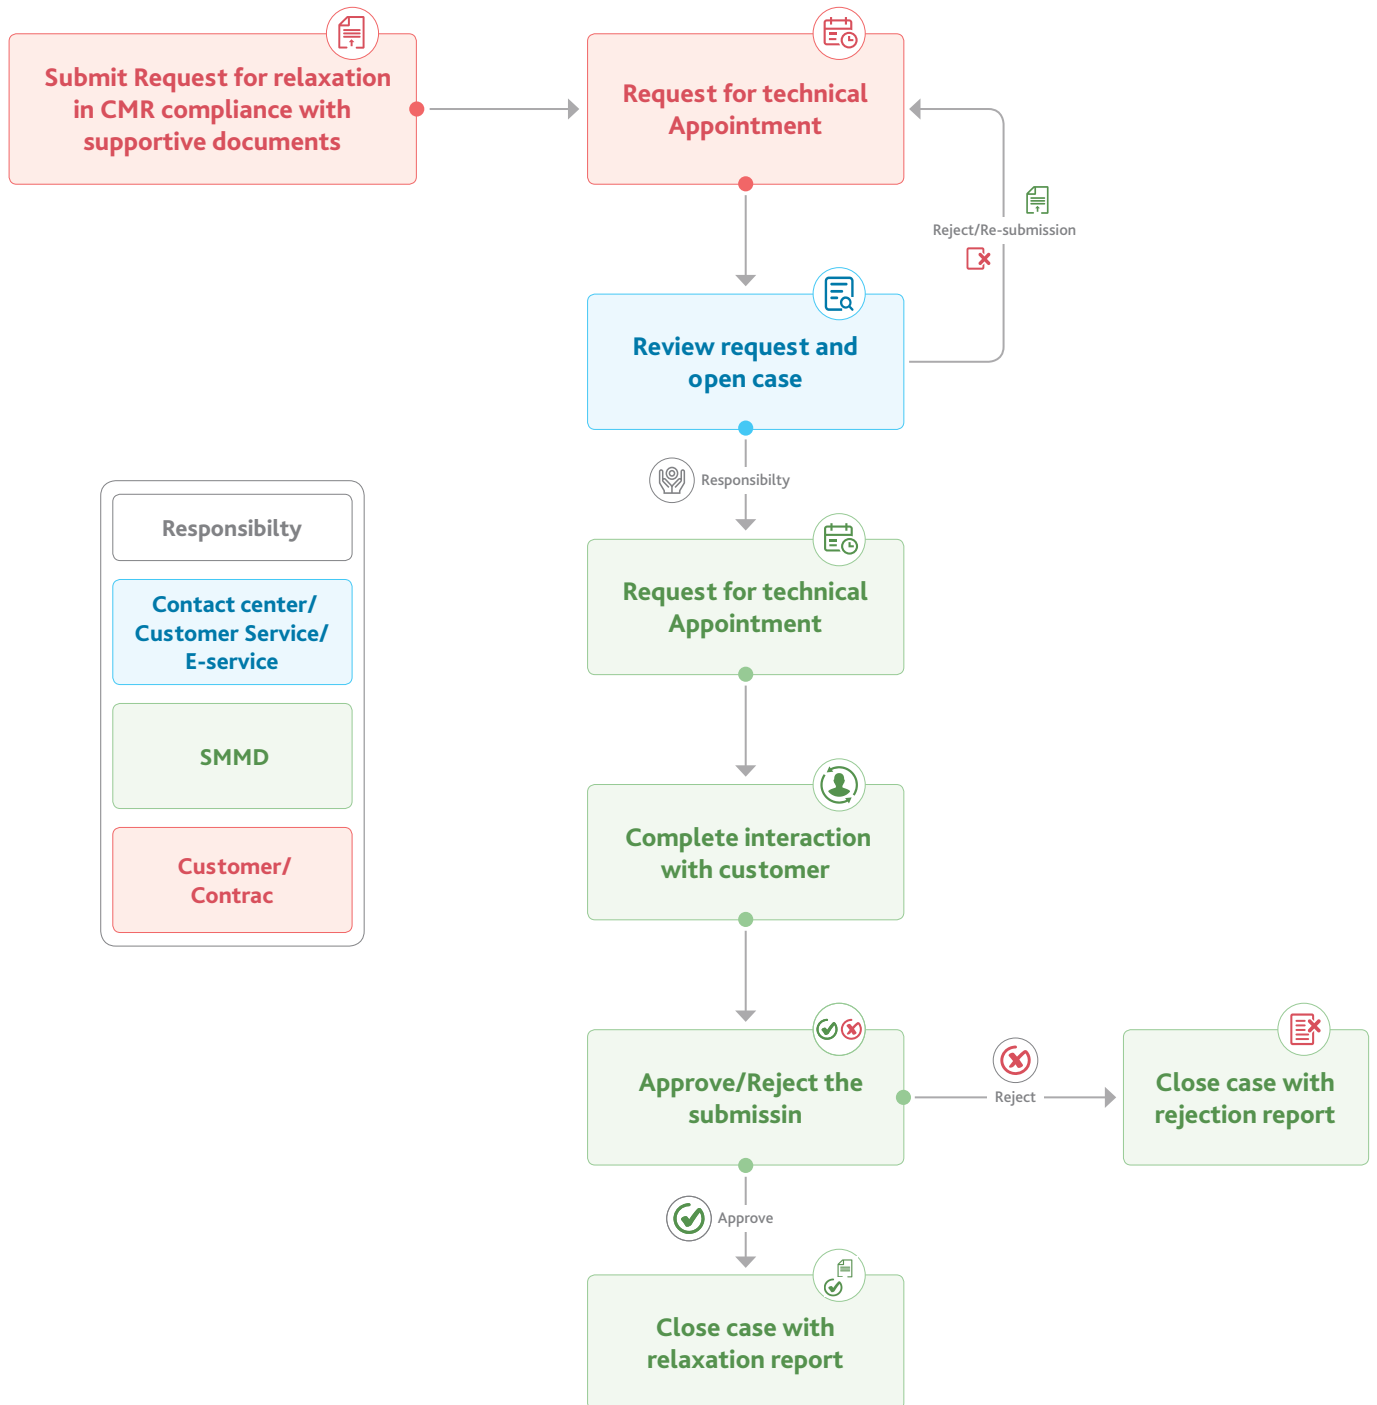 Submit Request for relaxation
in CMR compliance with
supportive documents
Request for technical
Appointment
Reject/Re-submission
Review request and
open case
Responsibilty
Request for technical
Appointment
Responsibilty
Contact center/
Customer Service/
E-service
SMMD
Customer/
Contrac
Complete interaction
with customer
Approve/Reject the
submissin
Reject
Close case with
rejection report
Approve
Close case with
relaxation report